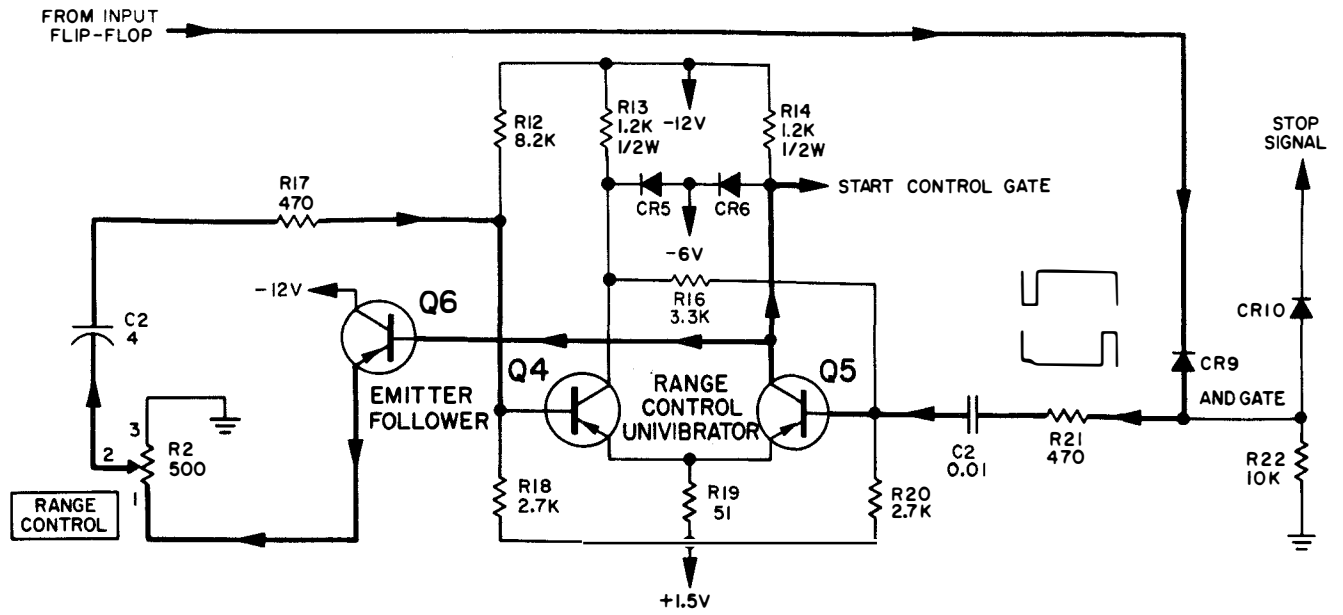 FROM INPUT
FLIP-FLOP
R12
8.2K
R13
1.2K
1/2W
-12V
R14
1.2K
1/2W
STOP
SIGNAL
R17
470
CR5
CR6
START CONTROL GATE
-6V
-12V
Q6
R16
3.3K
C2
4
CR10
Q4
EMITTER
FOLLOWER
RANGE
CONTROL
UNIVIBRATOR
Q5
CR9
AND GATE
3
2
R2
500
1
RANGE
CONTROL
R18
2.7K
R19
51
R20
2.7K
C2
0.01
R21
470
R22
10K
+1.5V